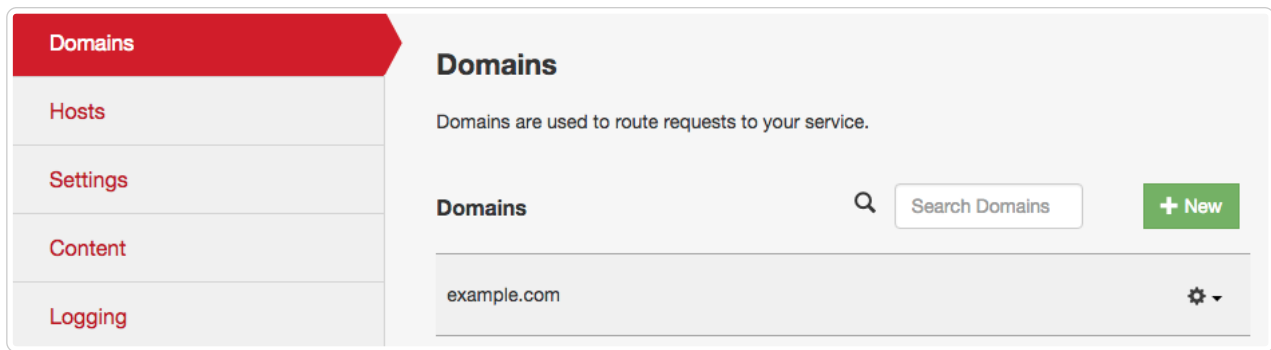 Domains
Hosts
Settings
Content
Logging
Domains
Domains are used to route requests to your service.
Domains
Search Domains
+ New
example.com